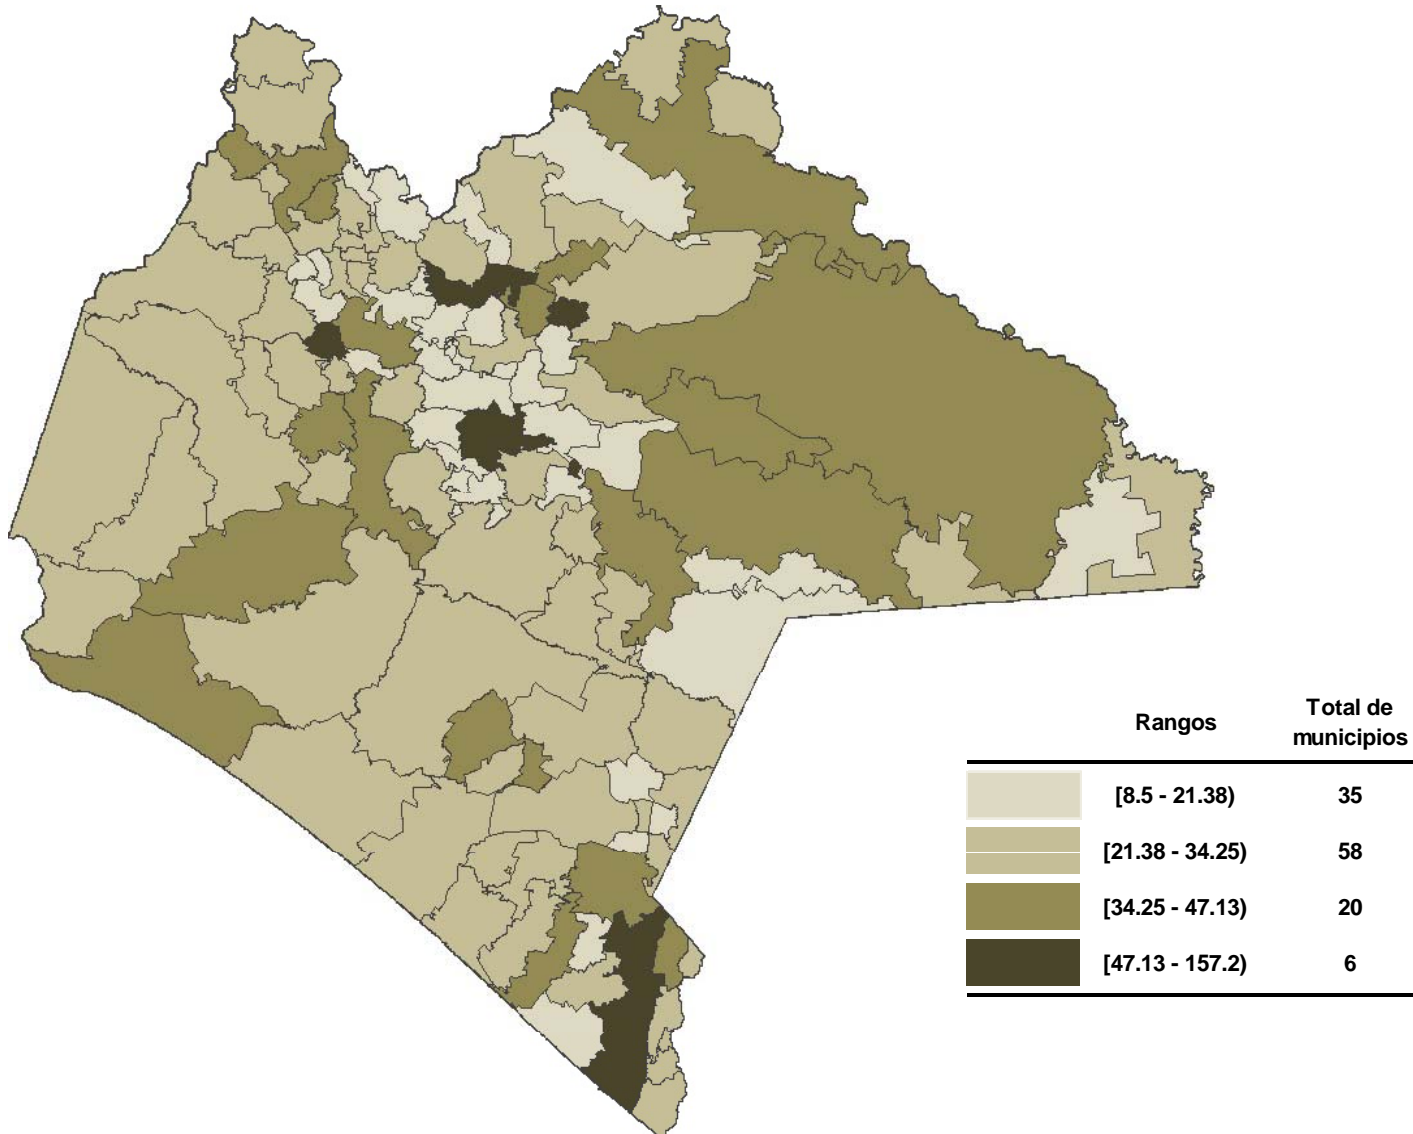 Rangos
Total de
municipios
[8.5 - 21.38)
35
[21.38 - 34.25)
58
[34.25 - 47.13)
20
[47.13 - 157.2)
6